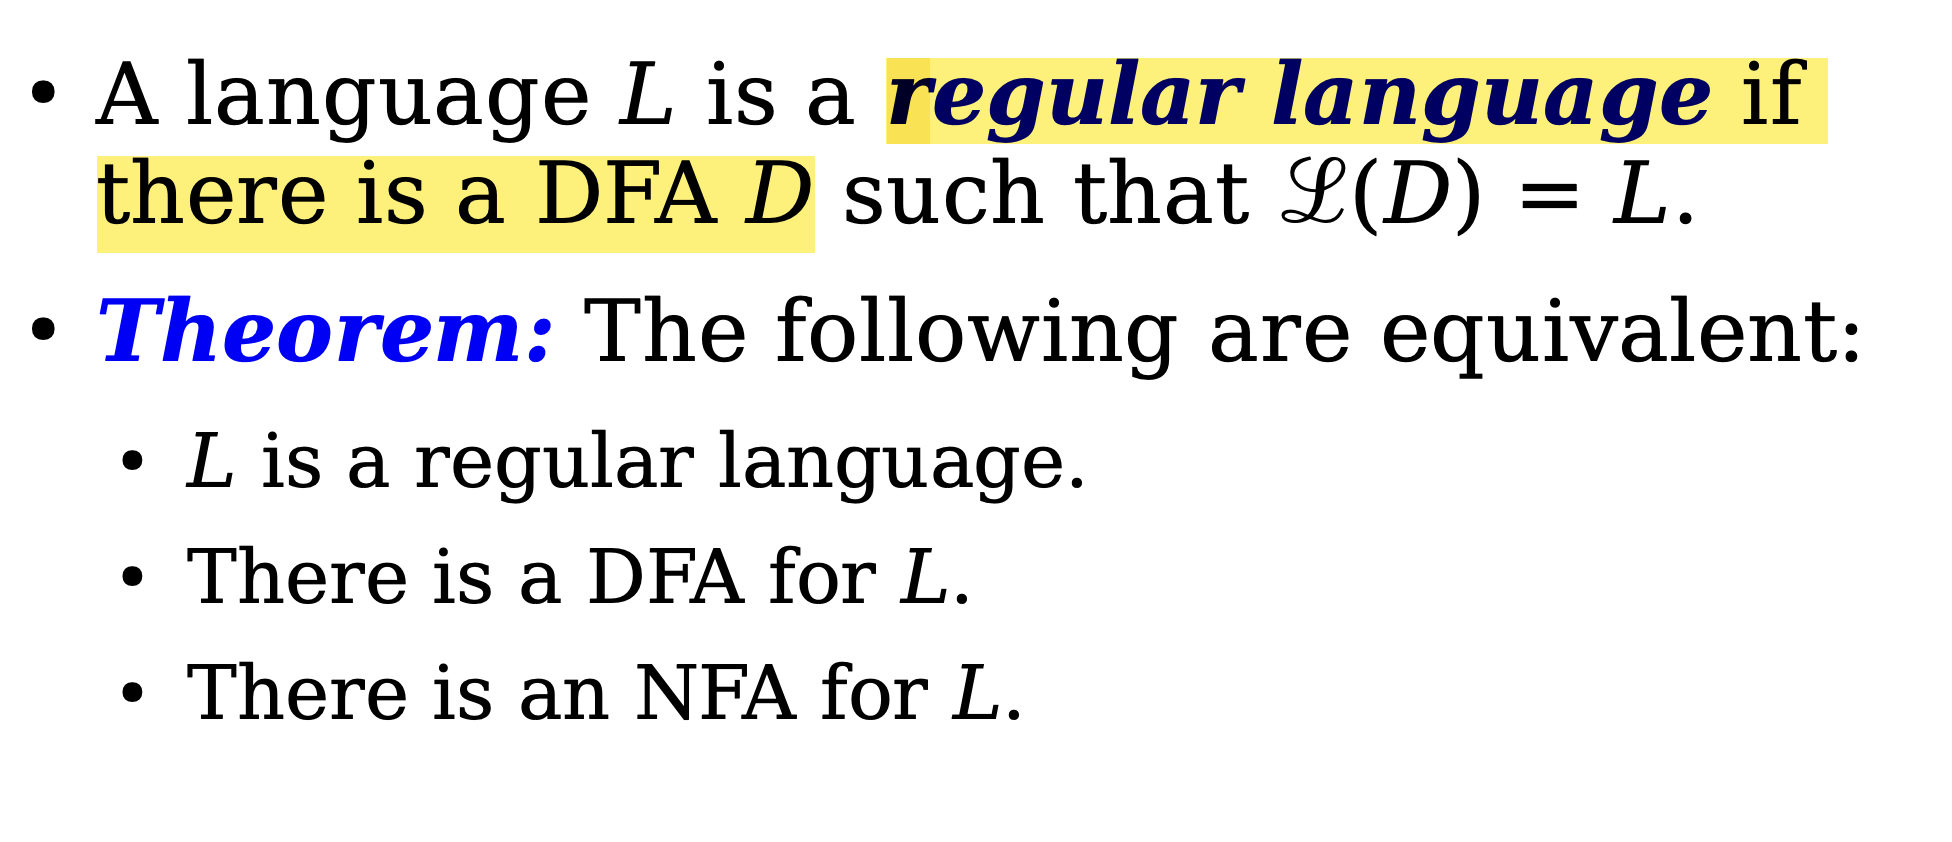 • A language L is a regular language if
there is a DFA D such that ℒ(D) = L.
• Theorem: The following are equivalent:
• L is a regular language.
• There is a DFA for L.
• There is an NFA for L.